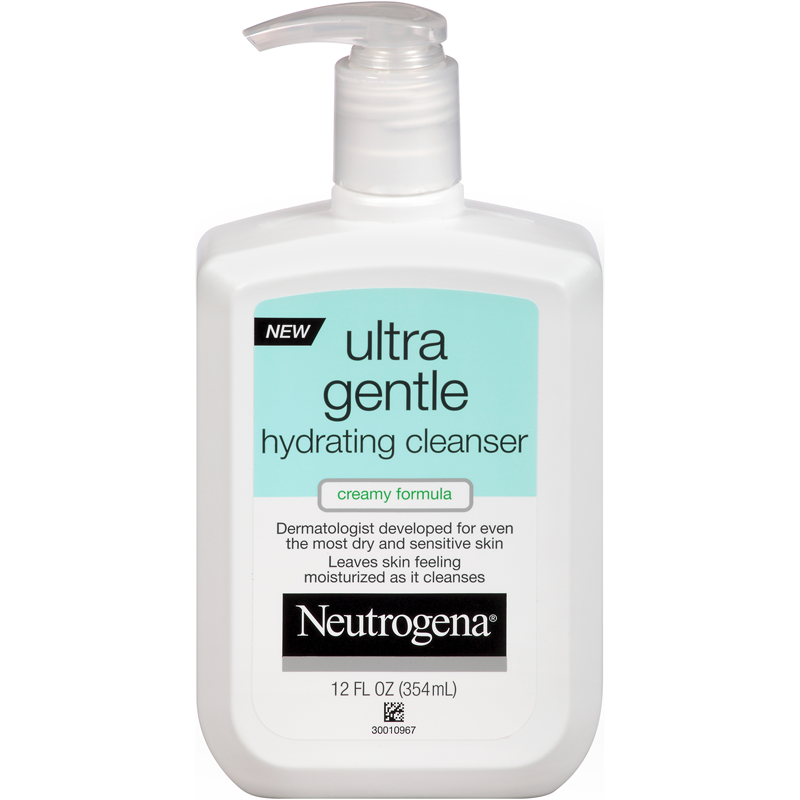 NEW
ultra
gentle
hydrating cleanser
creamy formula
Dermatologist developed for even
the most dry and sensitive skin
Leaves skin feeling
moisturized as it cleanses
Neutrogena®
12 FL OZ (354mL)
30010967